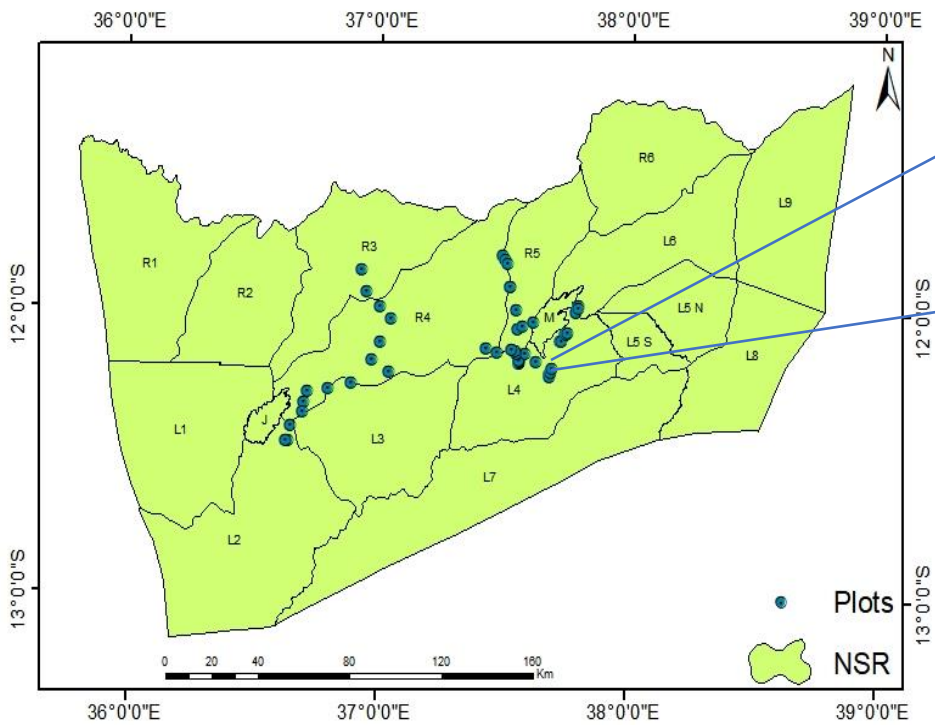 36°0'0"E 37°0'0"E 38°0'0"E 39°0'0"E
N
R6
L9
R3 R5 L6
R1
R2
12°0'0"S R4 M L5 N 12°0'0"S
L5 S
L8
L4
J
L1 L3
L7
L2
13°0'0"S 13°0'0"S
Plots
NSR
0 20 40 80 120 160
Km
36°0'0"E 37°0'0"E 38°0'0"E 39°0'0"E